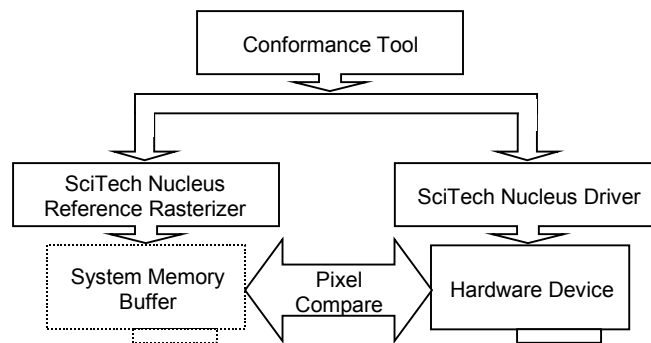 Conformance Tool
SciTech Nucleus
Reference Rasterizer
SciTech Nucleus Driver
System Memory
Buffer
Pixel
Compare
Hardware Device